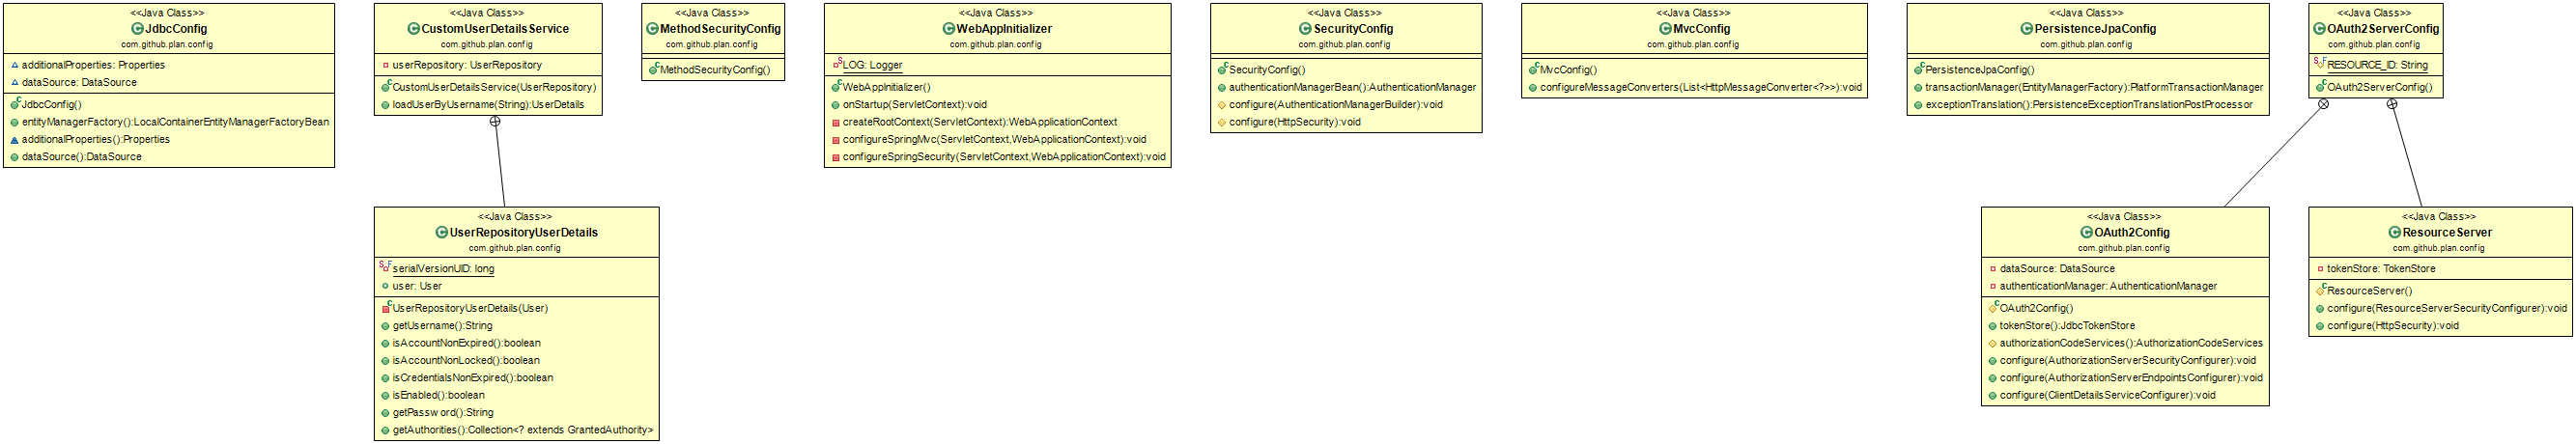 <<Java Class>>
JdbcConfig
com.github.plan.config
additionalProperties: Properties
dataSource: DataSource
JdbcConfig()
entityManagerFactory():LocalContainerEntityManagerFactoryBean
additionalProperties():Properties
dataSource():DataSource
<<Java Class>>
CustomUserDetailsService
com.github.plan.config
userRepository: UserRepository
CustomUserDetailsService(UserRepository)
loadUserByUsername(String):UserDetails
<<Java Class>>
MethodSecurityConfig
com.github.plan.config
MethodSecurityConfig()
<<Java Class>>
WebAppInitializer
com.github.plan.config
LOG: Logger
WebAppInitializer()
onStartup(ServletContext):void
createRootContext(ServletContext):WebApplicationContext
configureSpringMvc(ServletContext,WebApplicationContext):void
configureSpringSecurity(ServletContext,WebApplicationContext):void
<<Java Class>>
SecurityConfig
com.github.plan.config
SecurityConfig()
authenticationManagerBean():AuthenticationManager
configure(AuthenticationManagerBuilder):void
configure(HttpSecurity):void
<<Java Class>>
MvcConfig
com.github.plan.config
MvcConfig()
configureMessageConverters(List<HttpMessageConverter<?>>):void
<<Java Class>>
PersistenceJpaConfig
com.github.plan.config
PersistenceJpaConfig()
transactionManager(EntityManagerFactory):PlatformTransactionManager
exceptionTranslation():PersistenceExceptionTranslationPostProcessor
<<Java Class>>
OAuth2ServerConfig
com.github.plan.config
RESOURCE_ID: String
OAuth2ServerConfig()
<<Java Class>>
UserRepositoryUserDetails
com.github.plan.config
serialVersionUID: long
user: User
UserRepositoryUserDetails(User)
getUsername():String
isAccountNonExpired():boolean
isAccountNonLocked():boolean
isCredentialsNonExpired():boolean
isEnabled():boolean
getPassword():String
getAuthorities():Collection<? extends GrantedAuthority>
<<Java Class>>
OAuth2Config
com.github.plan.config
dataSource: DataSource
authenticationManager: AuthenticationManager
OAuth2Config()
tokenStore():JdbcTokenStore
authorizationCodeServices():AuthorizationCodeServices
configure(AuthorizationServerSecurityConfigurer):void
configure(AuthorizationServerEndpointsConfigurer):void
configure(ClientDetailsServiceConfigurer):void
<<Java Class>>
ResourceServer
com.github.plan.config
tokenStore: TokenStore
ResourceServer()
configure(ResourceServerSecurityConfigurer):void
configure(HttpSecurity):void